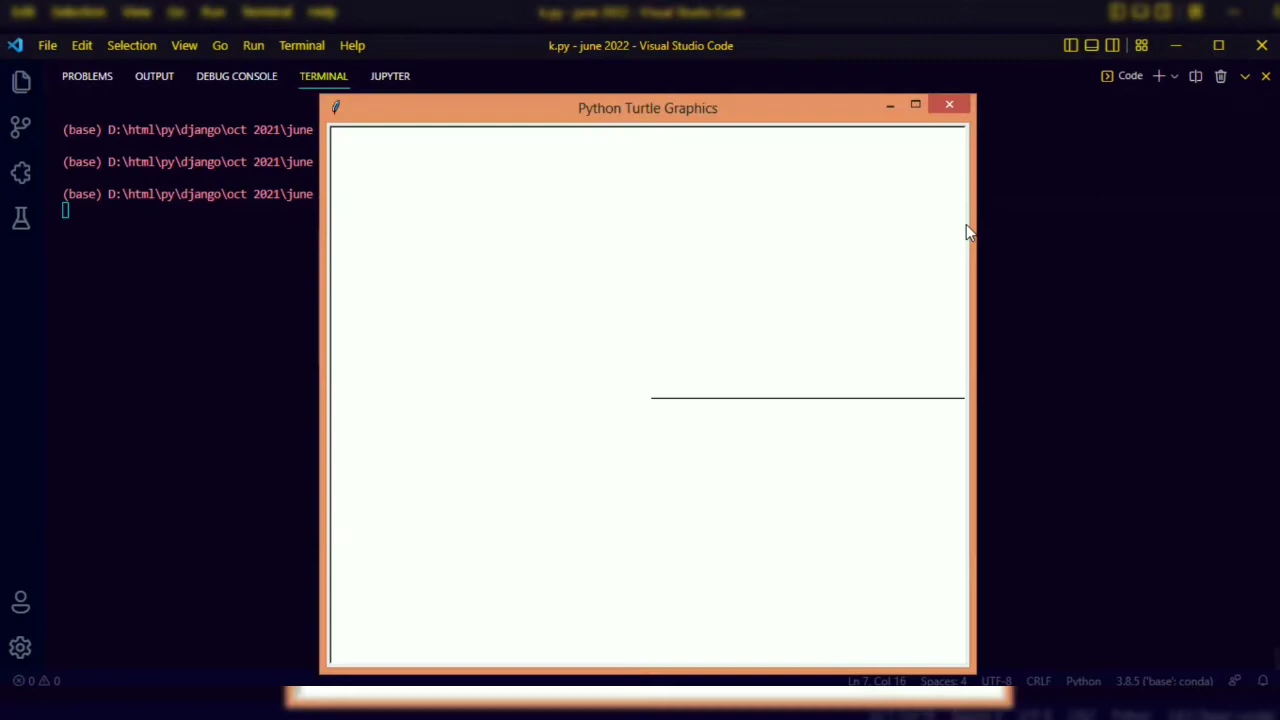 File Edit Selection View Go Run Terminal Help k.py - june 2022 - Visual Studio Code
PROBLEMS OUTPUT DEBUG CONSOLE TERMINAL JUPYTER Code
Python Turtle Graphics
(base) D:\html\py\django\oct 2021\june
(base) D:\html\py\django\oct 2021\june
(base) D:\html\py\django\oct 2021\june
0 0 Ln 7, Col 16 Spaces: 4 UTF-8 CRLF Python 3.8.5 ('base': conda)